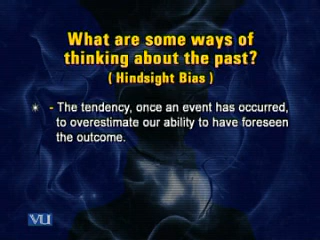 What are some ways of
thinking about the past?
( Hindsight Bias )
✴ - The tendency, once an event has occurred,
to overestimate our ability to have foreseen
the outcome.
VU